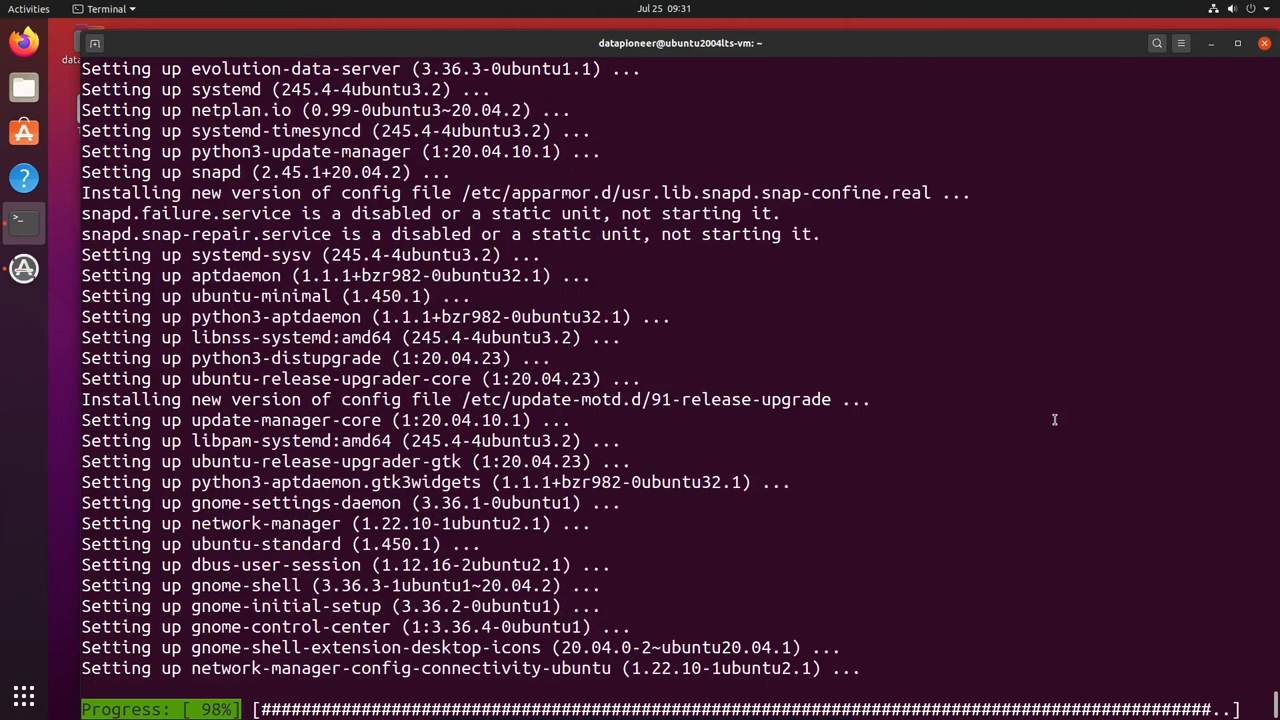 Activities
Terminal
Jul 25 09:31
datapioneer@ubuntu2004lts-vm: ~
data
Setting up evolution-data-server (3.36.3-0ubuntu1.1) ...
Setting up systemd (245.4-4ubuntu3.2) ...
Setting up netplan.io (0.99-0ubuntu3~20.04.2) ...
Setting up systemd-timesyncd (245.4-4ubuntu3.2) ...
Setting up python3-update-manager (1:20.04.10.1) ...
Setting up snapd (2.45.1+20.04.2) ...
Installing new version of config file /etc/apparmor.d/usr.lib.snapd.snap-confine.real ...
snapd.failure.service is a disabled or a static unit, not starting it.
snapd.snap-repair.service is a disabled or a static unit, not starting it.
Setting up systemd-sysv (245.4-4ubuntu3.2) ...
Setting up aptdaemon (1.1.1+bzr982-0ubuntu32.1) ...
Setting up ubuntu-minimal (1.450.1) ...
Setting up python3-aptdaemon (1.1.1+bzr982-0ubuntu32.1) ...
Setting up libnss-systemd:amd64 (245.4-4ubuntu3.2) ...
Setting up python3-distupgrade (1:20.04.23) ...
Setting up ubuntu-release-upgrader-core (1:20.04.23) ...
Installing new version of config file /etc/update-motd.d/91-release-upgrade ...
Setting up update-manager-core (1:20.04.10.1) ...
Setting up libpam-systemd:amd64 (245.4-4ubuntu3.2) ...
Setting up ubuntu-release-upgrader-gtk (1:20.04.23) ...
Setting up python3-aptdaemon.gtk3widgets (1.1.1+bzr982-0ubuntu32.1) ...
Setting up gnome-settings-daemon (3.36.1-0ubuntu1) ...
Setting up network-manager (1.22.10-1ubuntu2.1) ...
Setting up ubuntu-standard (1.450.1) ...
Setting up dbus-user-session (1.12.16-2ubuntu2.1) ...
Setting up gnome-shell (3.36.3-1ubuntu1~20.04.2) ...
Setting up gnome-initial-setup (3.36.2-0ubuntu1) ...
Setting up gnome-control-center (1:3.36.4-0ubuntu1) ...
Setting up gnome-shell-extension-desktop-icons (20.04.0-2~ubuntu20.04.1) ...
Setting up network-manager-config-connectivity-ubuntu (1.22.10-1ubuntu2.1) ...
Progress: [ 98%] [###############################################################################################..]